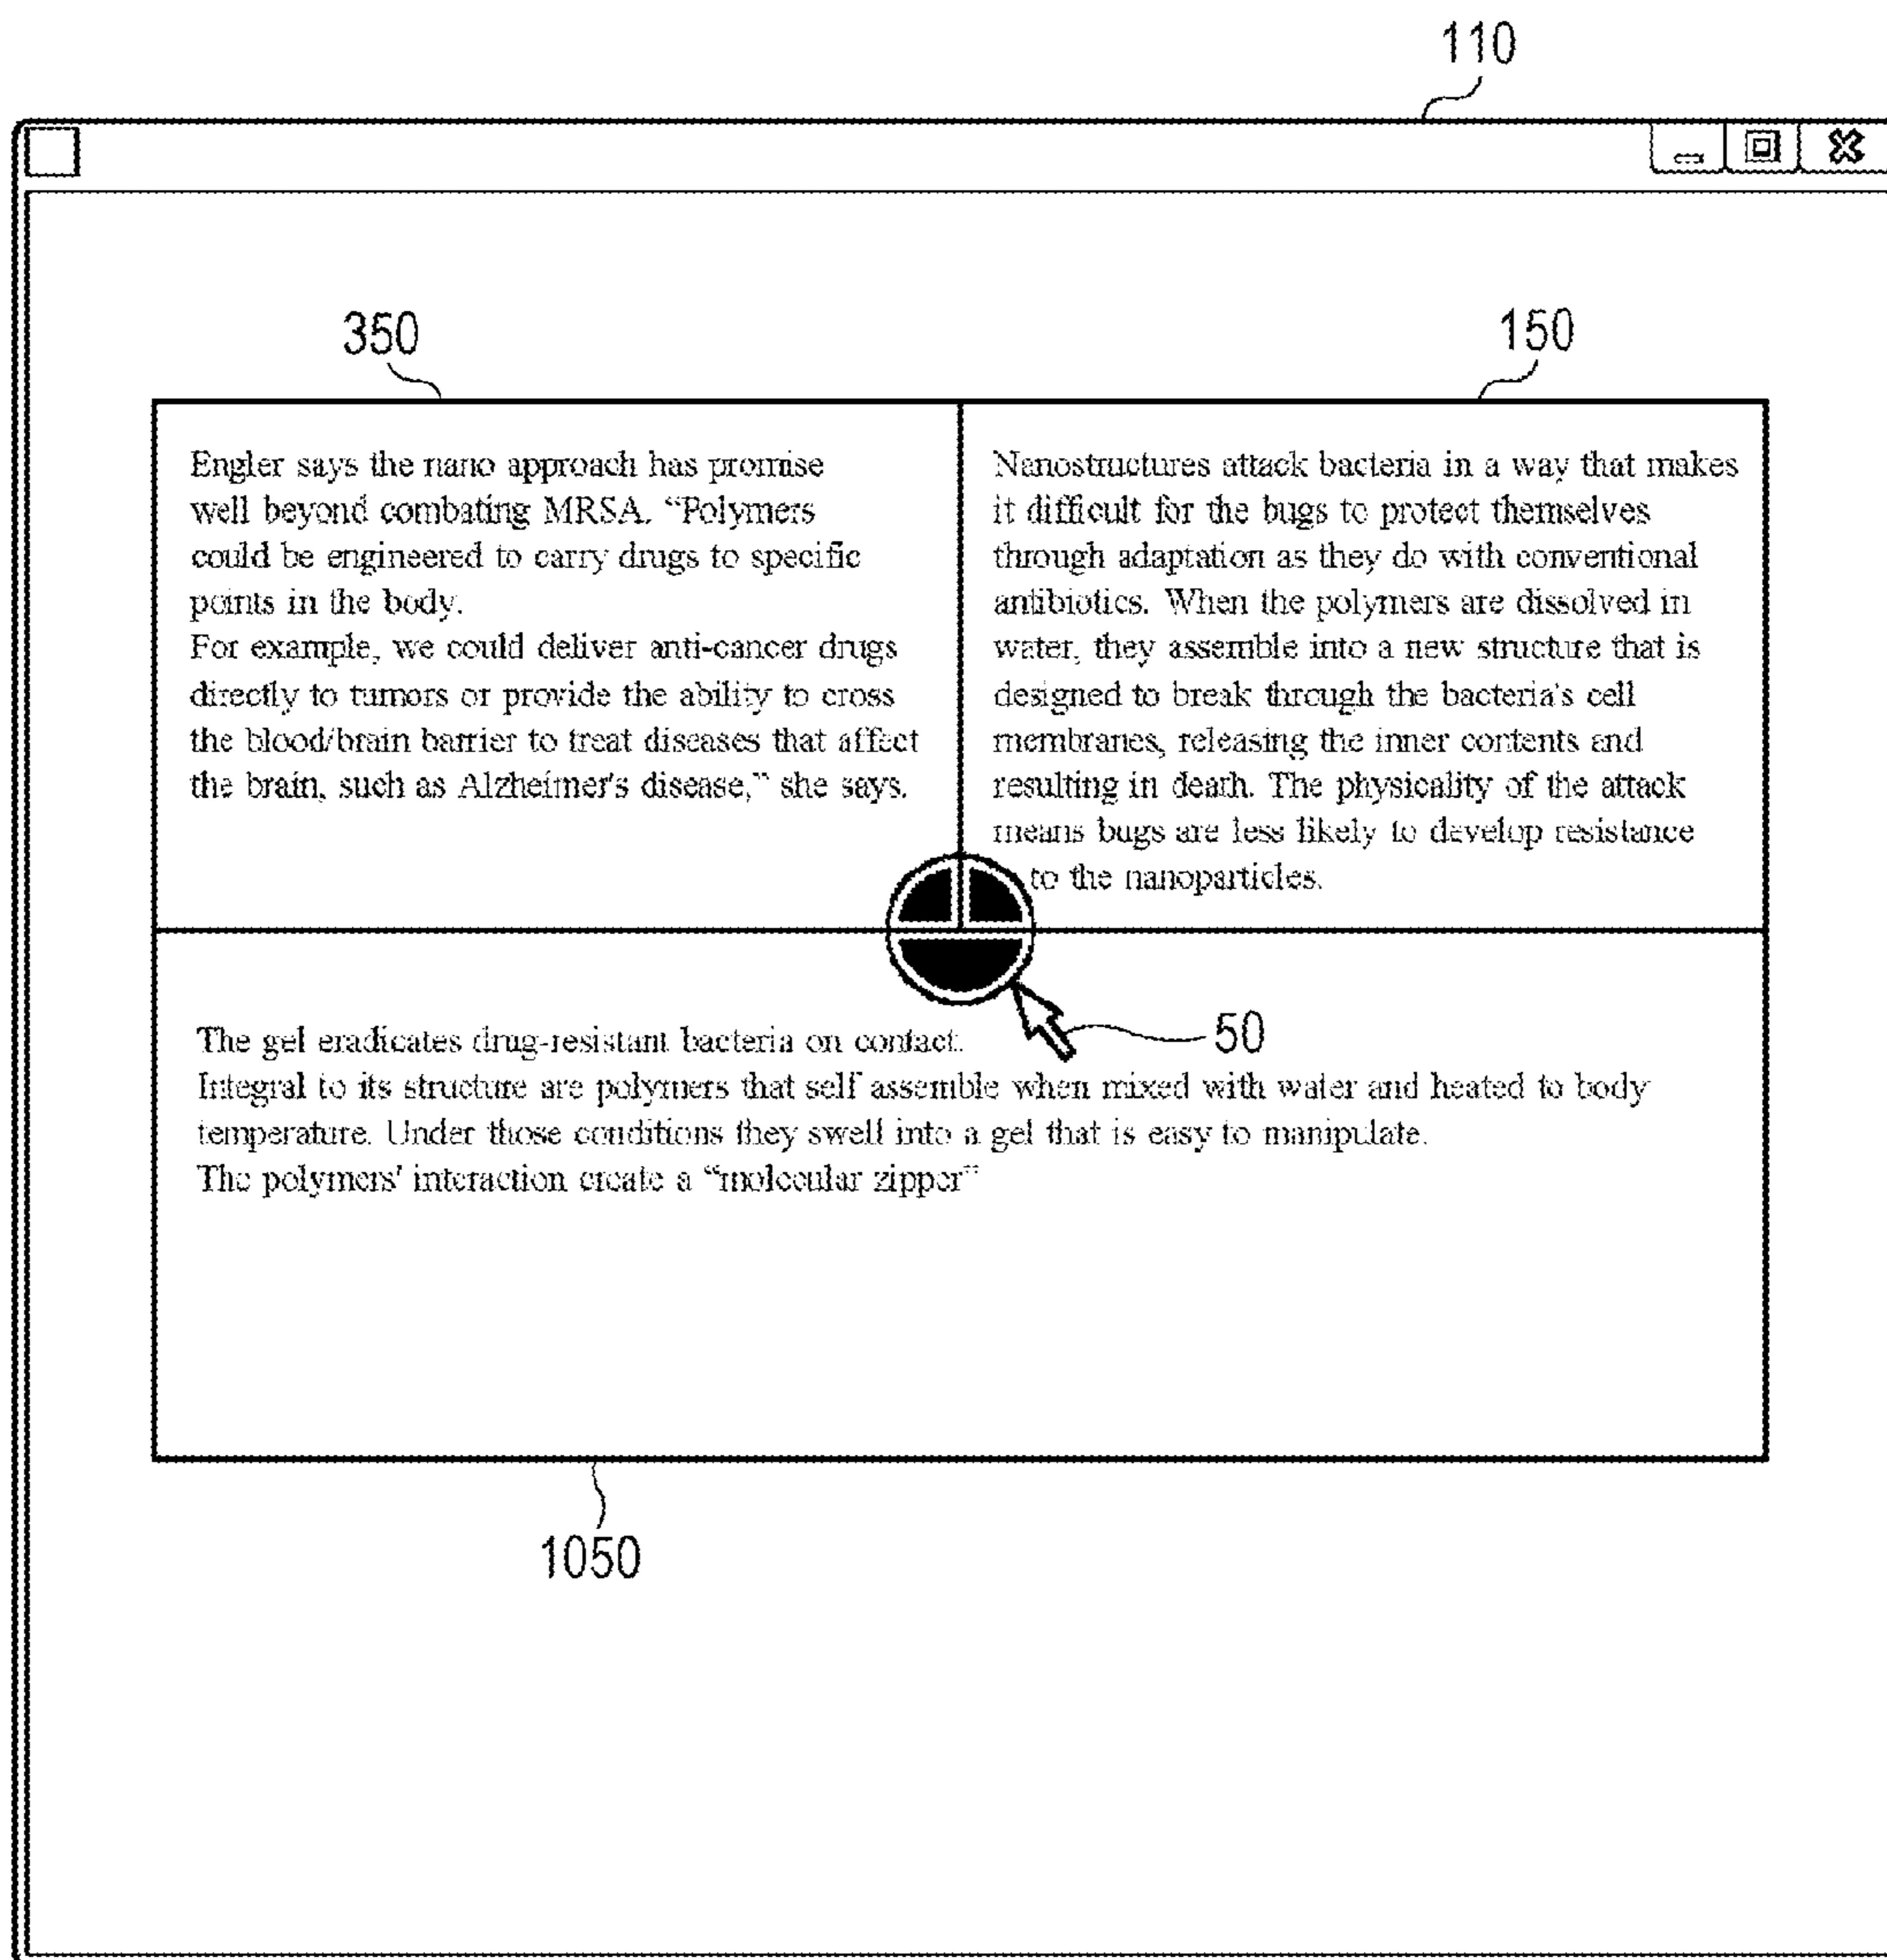 110
350
150
Engler says the nano approach has promise
well beyond combating MRSA. “Polymers
could be engineered to carry drugs to specific
points in the body.
For example, we could deliver anti-cancer drugs
directly to tumors or provide the ability to cross
the blood/brain barrier to treat diseases that affect
the brain, such as Alzheimer's disease,” she says.
Nanostructures attack bacteria in a way that makes
it difficult for the bugs to protect themselves
through adaptation as they do with conventional
antibiotics. When the polymers are dissolved in
water, they assemble into a new structure that is
designed to break through the bacteria's cell
membranes, releasing the inner contents and
resulting in death. The physicality of the attack
means bugs are less likely to develop resistance
to the nanoparticles.
50
The gel eradicates drug-resistant bacteria on contact.
Integral to its structure are polymers that self assemble when mixed with water and heated to body
temperature. Under those conditions they swell into a gel that is easy to manipulate.
The polymers' interaction create a “molecular zipper”
1050